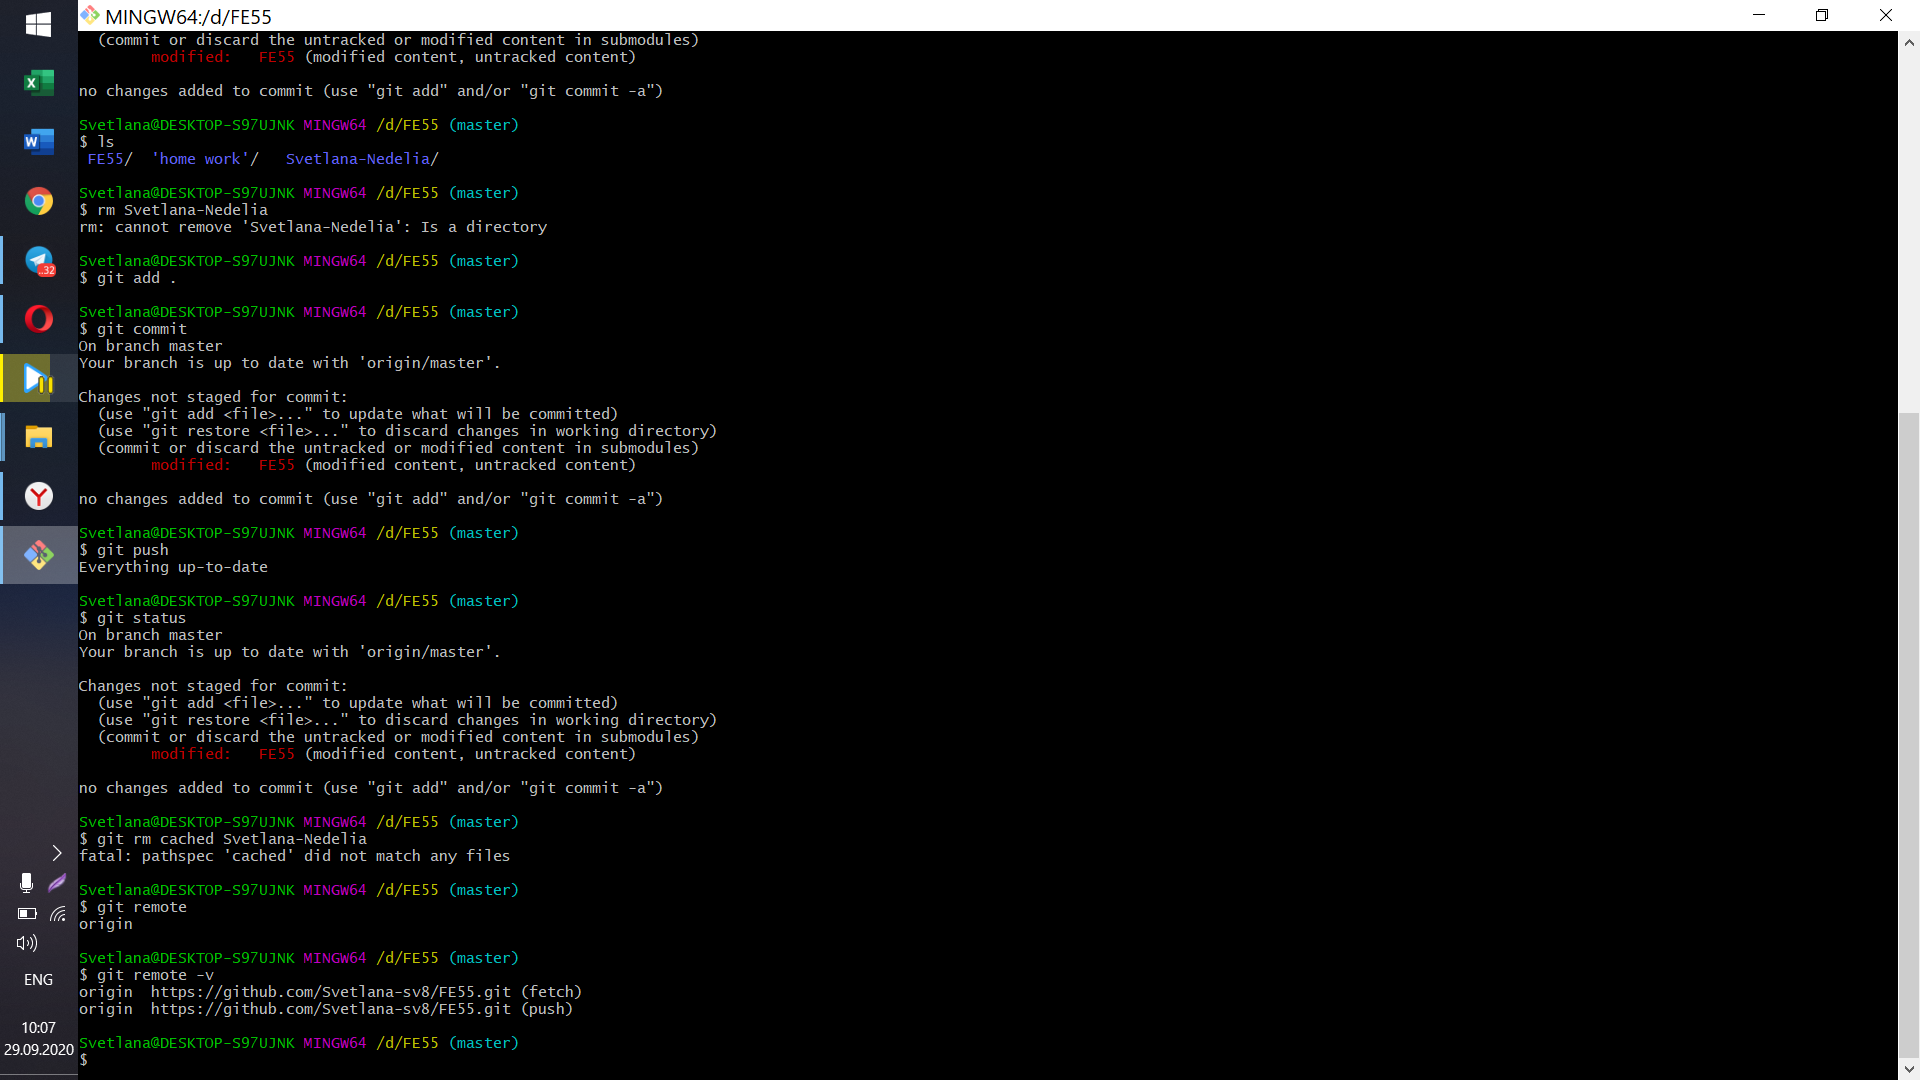 MINGW64:/d/FE55
(commit or discard the untracked or modified content in submodules)
modified:   FE55 (modified content, untracked content)
no changes added to commit (use "git add" and/or "git commit -a")
Svetlana@DESKTOP-S97UJNK MINGW64 /d/FE55 (master)
$ ls
FE55/  'home work'/   Svetlana-Nedelia/
Svetlana@DESKTOP-S97UJNK MINGW64 /d/FE55 (master)
$ rm Svetlana-Nedelia
rm: cannot remove 'Svetlana-Nedelia': Is a directory
Svetlana@DESKTOP-S97UJNK MINGW64 /d/FE55 (master)
$ git add .
Svetlana@DESKTOP-S97UJNK MINGW64 /d/FE55 (master)
$ git commit
On branch master
Your branch is up to date with 'origin/master'.
Changes not staged for commit:
(use "git add <file>..." to update what will be committed)
(use "git restore <file>..." to discard changes in working directory)
(commit or discard the untracked or modified content in submodules)
modified:   FE55 (modified content, untracked content)
no changes added to commit (use "git add" and/or "git commit -a")
Svetlana@DESKTOP-S97UJNK MINGW64 /d/FE55 (master)
$ git push
Everything up-to-date
Svetlana@DESKTOP-S97UJNK MINGW64 /d/FE55 (master)
$ git status
On branch master
Your branch is up to date with 'origin/master'.
Changes not staged for commit:
(use "git add <file>..." to update what will be committed)
(use "git restore <file>..." to discard changes in working directory)
(commit or discard the untracked or modified content in submodules)
modified:   FE55 (modified content, untracked content)
no changes added to commit (use "git add" and/or "git commit -a")
Svetlana@DESKTOP-S97UJNK MINGW64 /d/FE55 (master)
$ git rm cached Svetlana-Nedelia
fatal: pathspec 'cached' did not match any files
Svetlana@DESKTOP-S97UJNK MINGW64 /d/FE55 (master)
$ git remote
origin
Svetlana@DESKTOP-S97UJNK MINGW64 /d/FE55 (master)
$ git remote -v
origin  https://github.com/Svetlana-sv8/FE55.git (fetch)
origin  https://github.com/Svetlana-sv8/FE55.git (push)
Svetlana@DESKTOP-S97UJNK MINGW64 /d/FE55 (master)
$
X
W
..32
ENG
10:07
29.09.2020